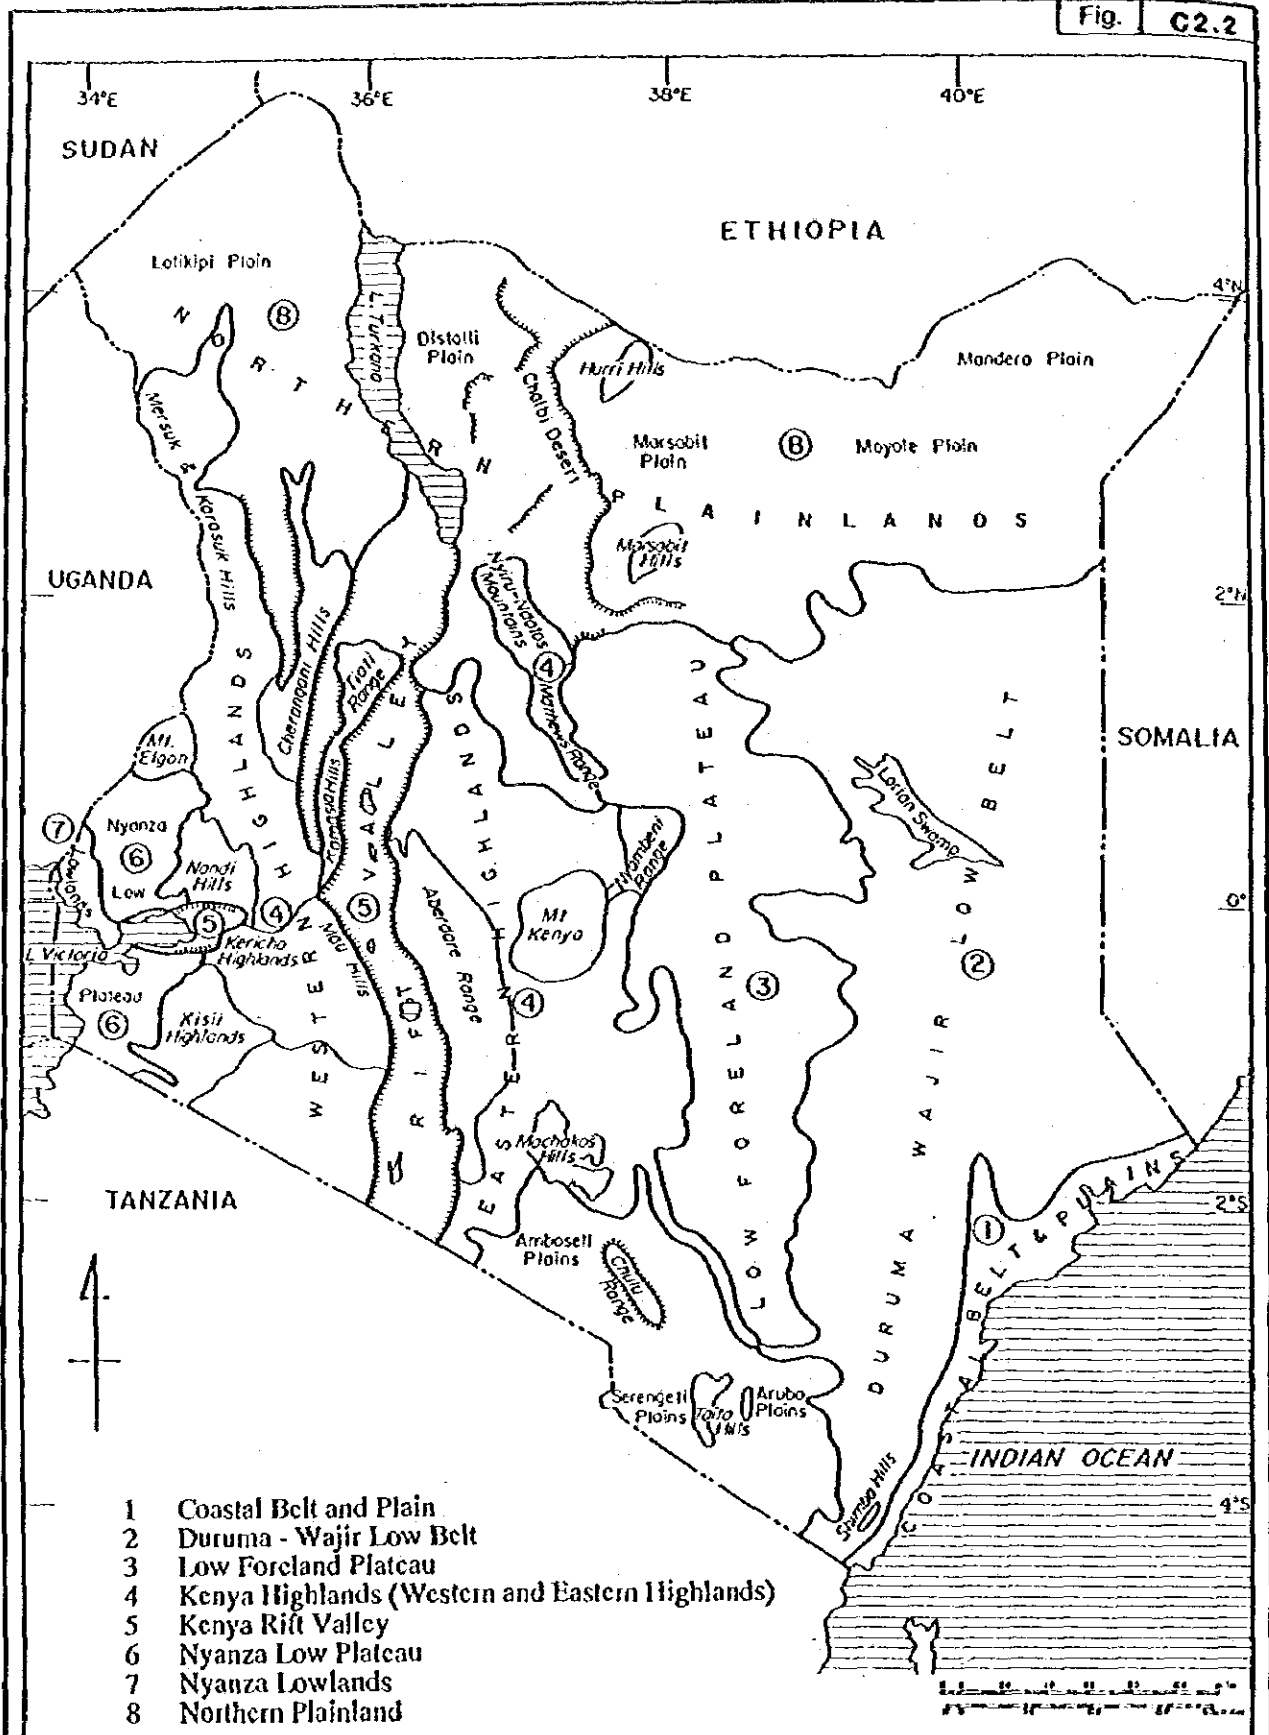 Fig. C2.2
34°E 36°E 38°E 40°E
SUDAN
ETHIOPIA
Lotikipi Plain
4°N
N O R T H E R N
8
L. Turkana
Distolli
Plain
Hurri Hills
Mandera Plain
Chalbi Desert
Mersuk & Karasuk Hills
Marsabit
Plain
8
Moyale Plain
P L A I N L A N D S
Marsabit
Hills
UGANDA
Nyiru-Ndotos
Mountains
2°N
4
Mathews Range
Cherangani Hills
Tiati
Range
Kamasia Hills
Mt.
Elgon
SOMALIA
Lorian Swamp
7
Nyanza
6
Low
Lowlands
Nandi
Hills
Nyambeni
Range
5
4
5
Mt
Kenya
0°
L Victoria
Kericho
Highlands
Mau Hills
Aberdare Range
2
3
4
Plateau
6
Kisii
Highlands
WESTERN HIGHLANDS
RIFT VALLEY
EASTERN HIGHLANDS
LOW FORELAND PLATEAU
DURUMA WAJIR LOW BELT
Machakos
Hills
TANZANIA
2°S
1
COASTAL BELT & PLAINS
Amboseli
Plains
Chulu
Range
Serengeti
Plains
Taita
Hills
Aruba
Plains
INDIAN OCEAN
Shimba Hills
4°S
1 Coastal Belt and Plain
2 Duruma - Wajir Low Belt
3 Low Foreland Plateau
4 Kenya Highlands (Western and Eastern Highlands)
5 Kenya Rift Valley
6 Nyanza Low Plateau
7 Nyanza Lowlands
8 Northern Plainland